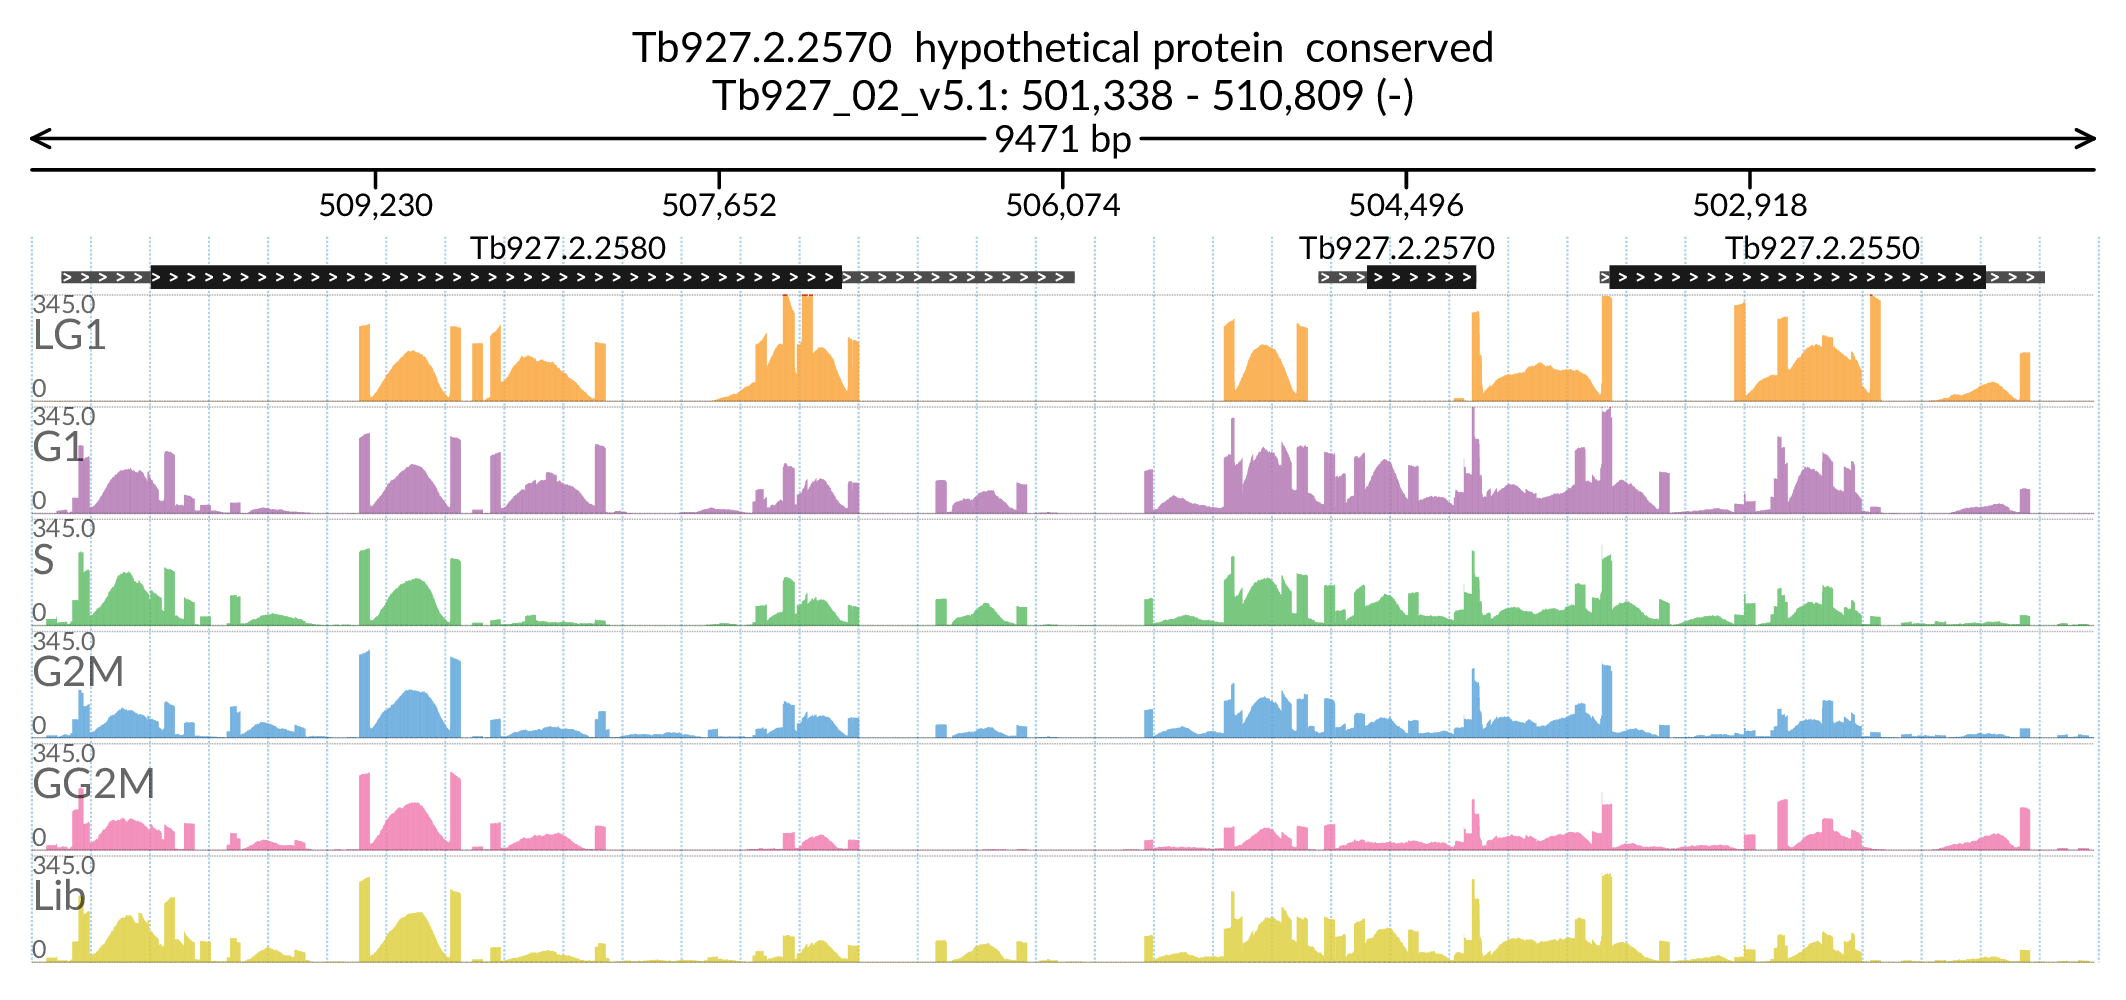 Tb927.2.2570 hypothetical protein conserved
Tb927_02_v5.1: 501,338 - 510,809 (-)
9471 bp
509,230 507,652 506,074 504,496 502,918
Tb927.2.2580 Tb927.2.2570 Tb927.2.2550
345.0
LG1
0
345.0
G1
0
345.0
S
0
345.0
G2M
0
345.0
GG2M
0
345.0
Lib
0